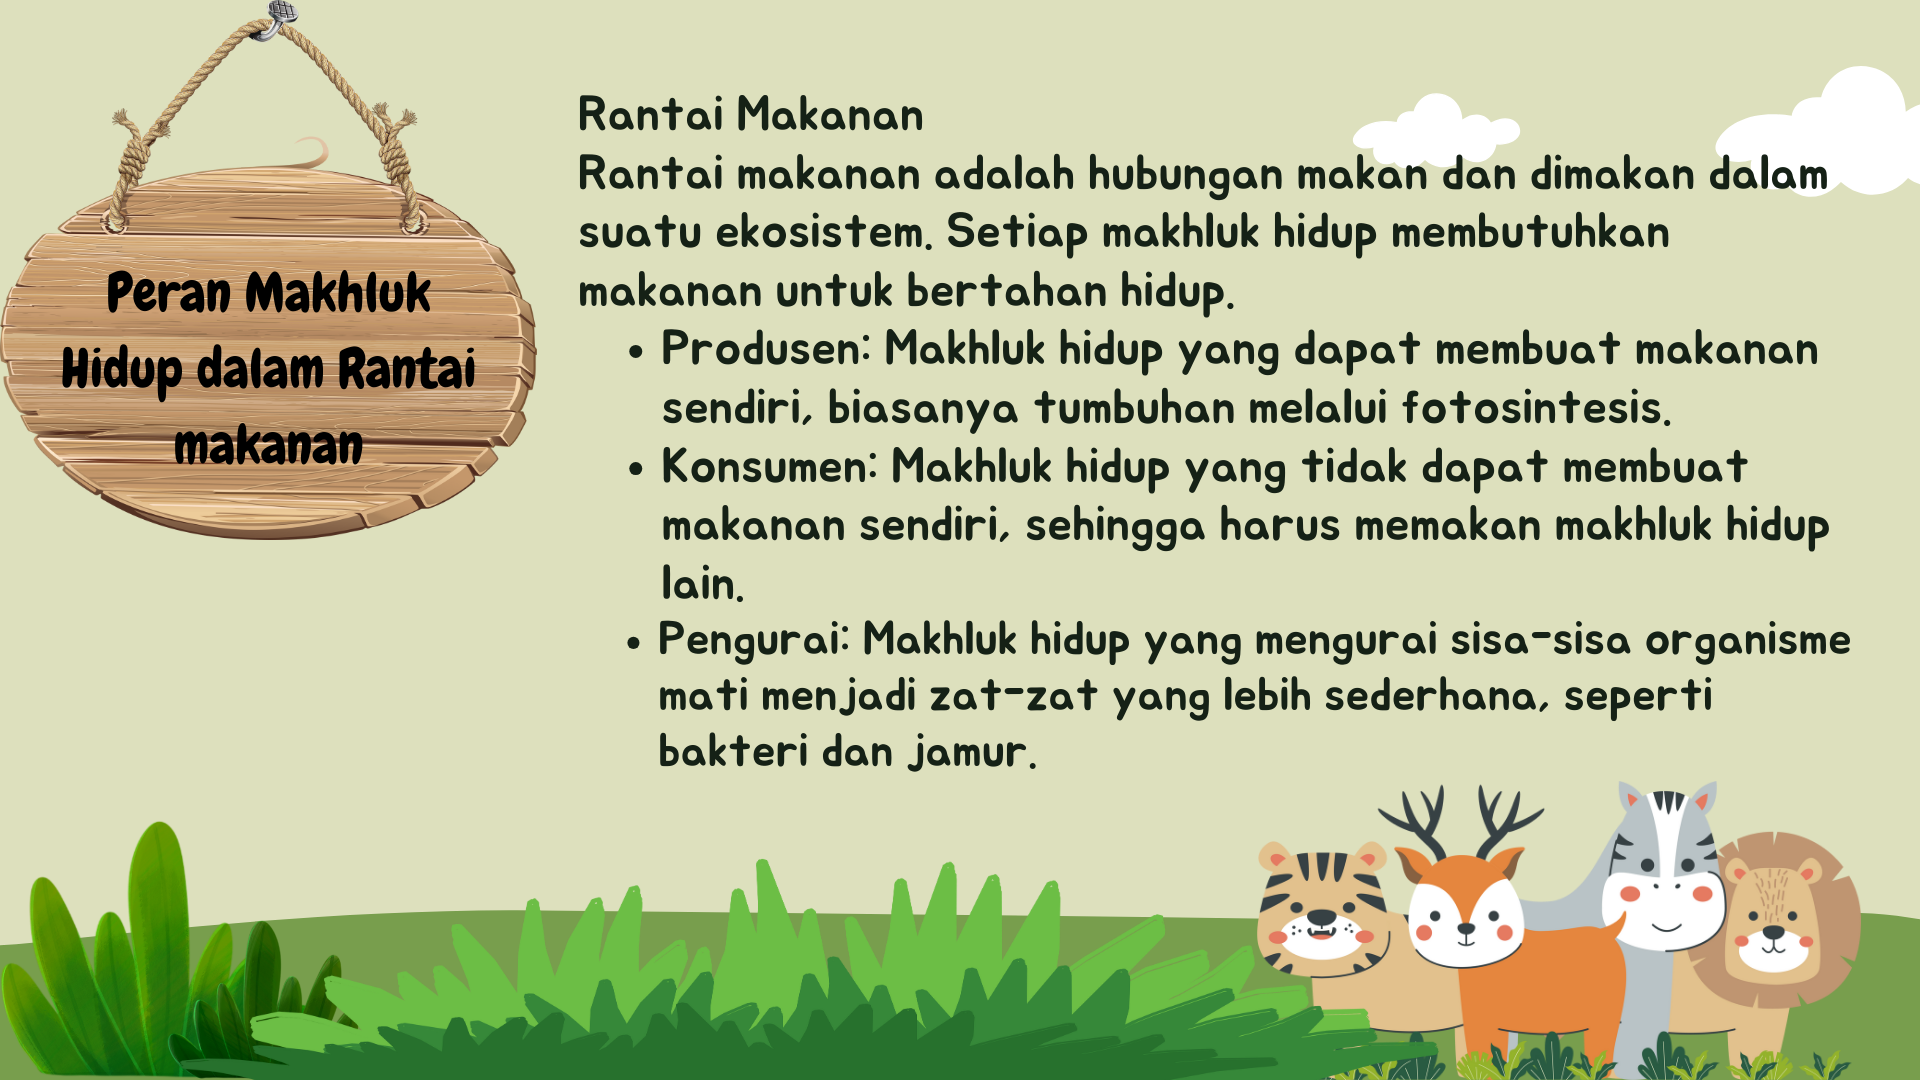 Peran Makhluk
Hidup dalam Rantai
makanan
Rantai Makanan
Rantai makanan adalah hubungan makan dan dimakan dalam
suatu ekosistem. Setiap makhluk hidup membutuhkan
makanan untuk bertahan hidup.
• Produsen: Makhluk hidup yang dapat membuat makanan
sendiri, biasanya tumbuhan melalui fotosintesis.
• Konsumen: Makhluk hidup yang tidak dapat membuat
makanan sendiri, sehingga harus memakan makhluk hidup
lain.
• Pengurai: Makhluk hidup yang mengurai sisa-sisa organisme
mati menjadi zat-zat yang lebih sederhana, seperti
bakteri dan jamur.